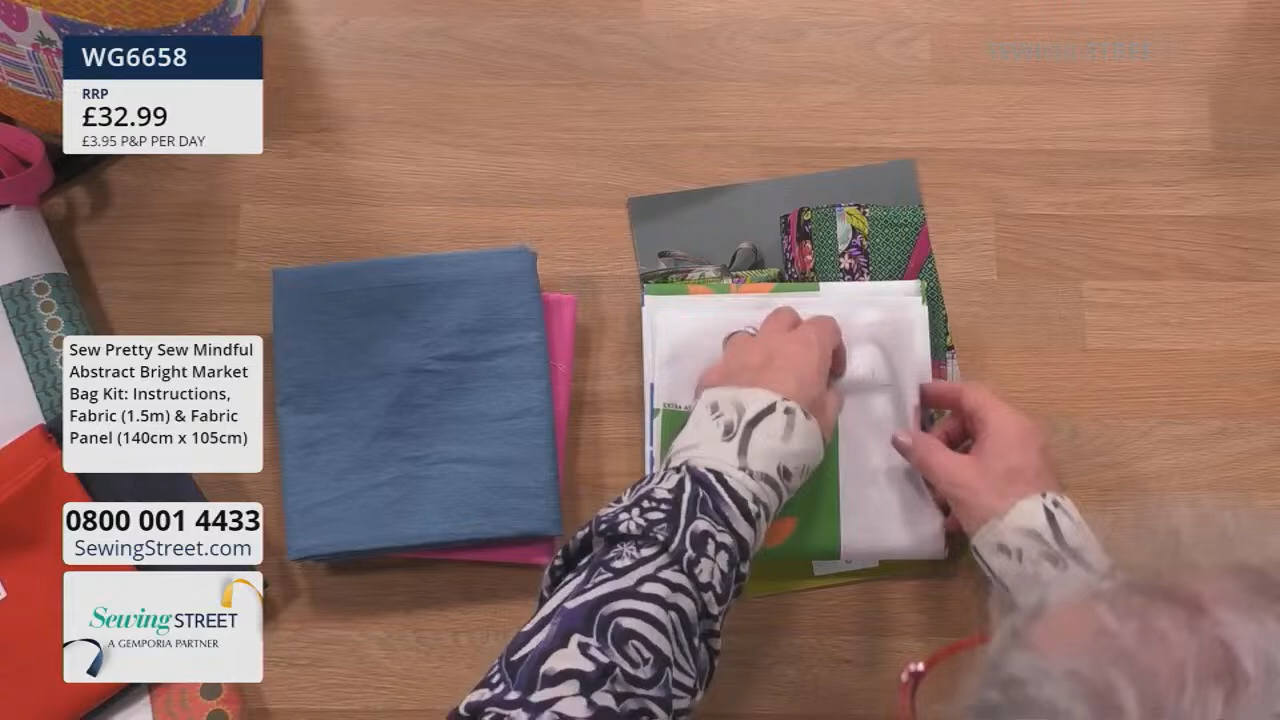 WG6658
RRP
£32.99
£3.95 P&P PER DAY
Sew Pretty Sew Mindful
Abstract Bright Market
Bag Kit: Instructions,
Fabric (1.5m) & Fabric
Panel (140cm x 105cm)
0800 001 4433
SewingStreet.com
Sewing STREET
A GEMPORIA PARTNER
EXTRA